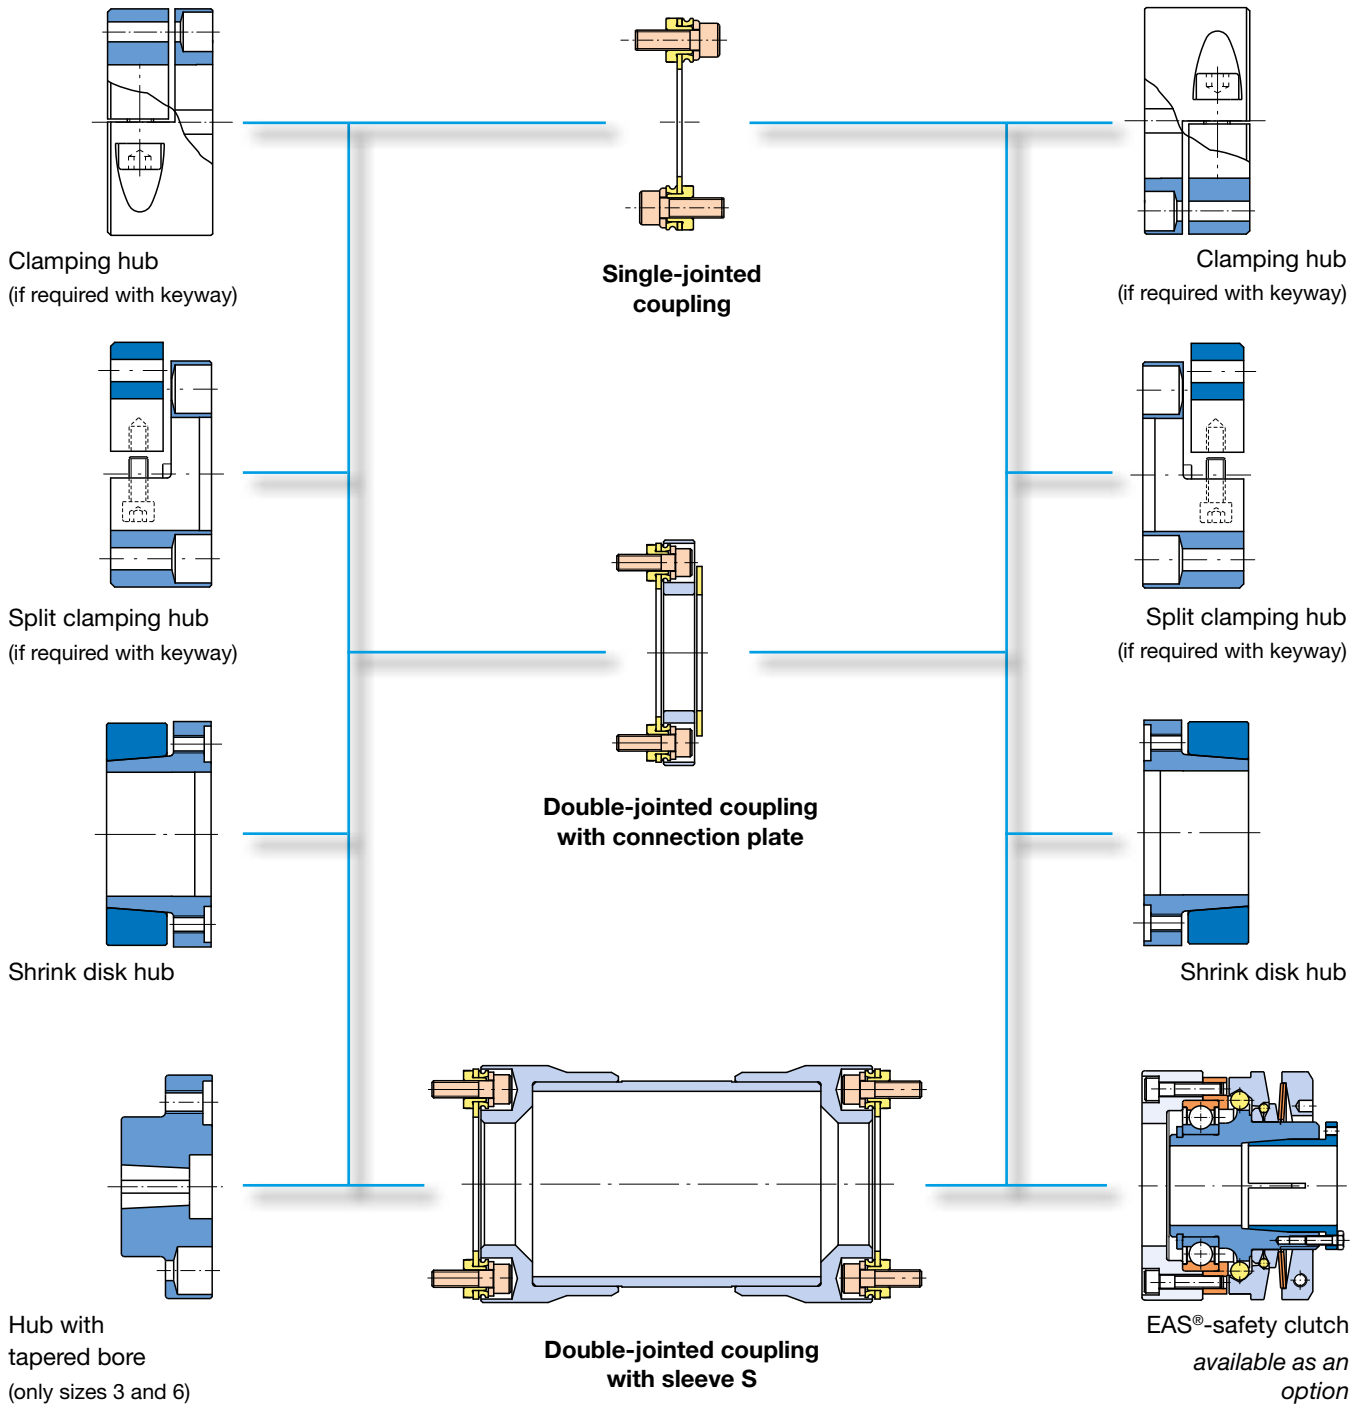 Clamping hub
(if required with keyway)
Single-jointed
coupling
Clamping hub
(if required with keyway)
Split clamping hub
(if required with keyway)
Split clamping hub
(if required with keyway)
Double-jointed coupling
with connection plate
Shrink disk hub
Shrink disk hub
Hub with
tapered bore
(only sizes 3 and 6)
Double-jointed coupling
with sleeve S
EAS®-safety clutch
available as an
option